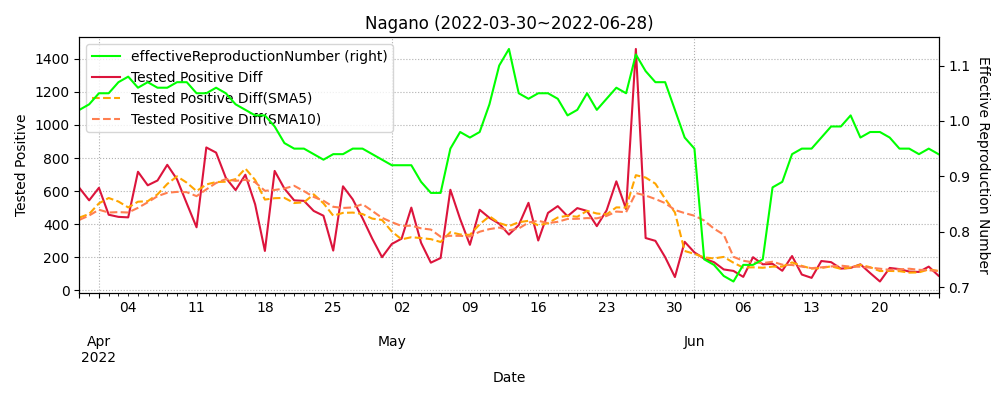 Nagano (2022-03-30~2022-06-28)
effectiveReproductionNumber (right)
Tested Positive Diff
Tested Positive Diff(SMA5)
Tested Positive Diff(SMA10)
Tested Positive
1400
1200
1000
800
600
400
200
0
Effective Reproduction Number
1.1
1.0
0.9
0.8
0.7
04 11 18 25 02 09 16 23 30 06 13 20
Apr May Jun
2022
Date